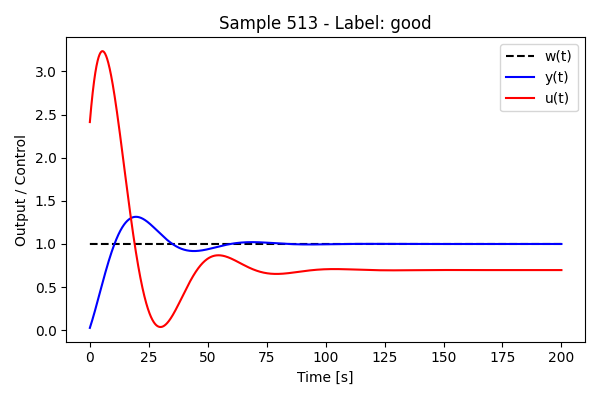 Sample 513 - Label: good
w(t)
y(t)
u(t)
Output / Control
3.0
2.5
2.0
1.5
1.0
0.5
0.0
0 25 50 75 100 125 150 175 200
Time [s]